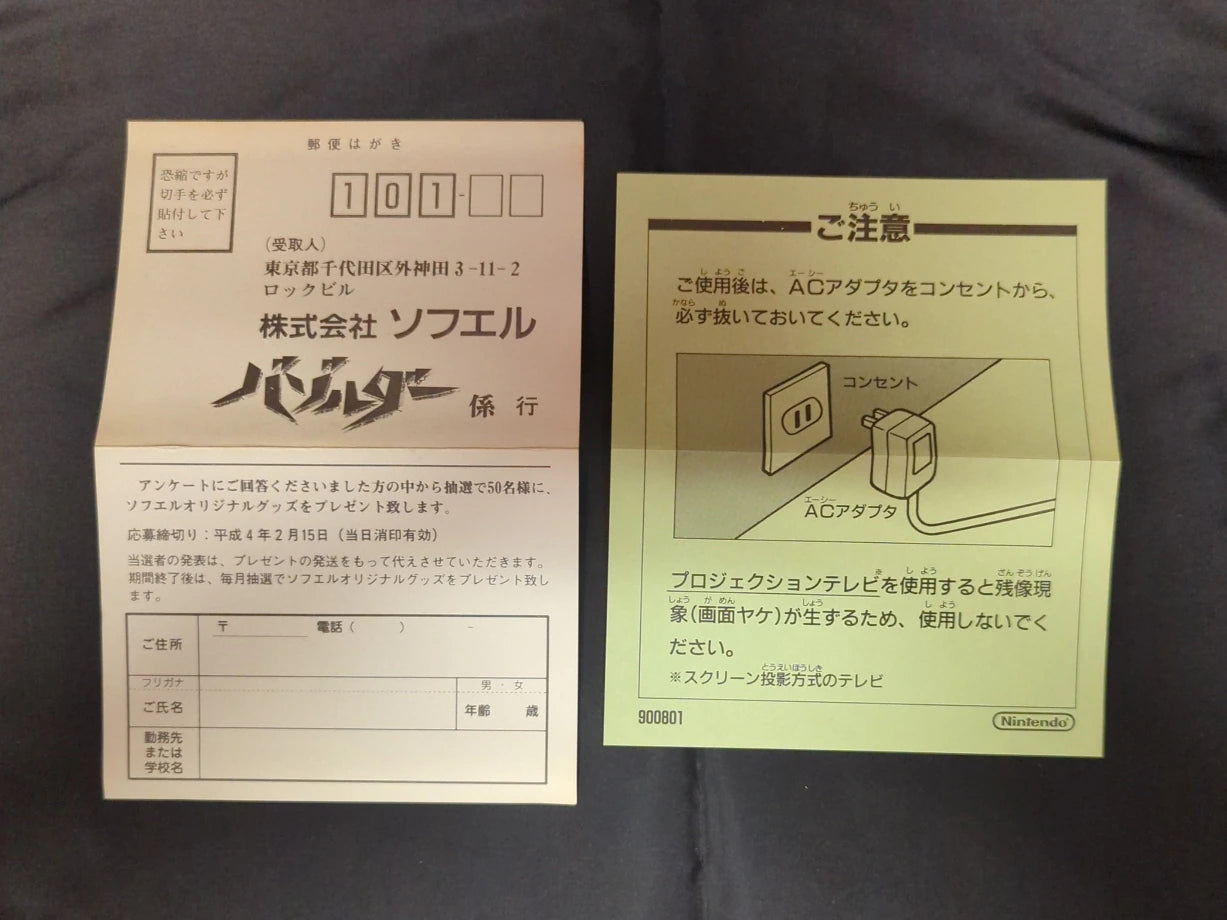 郵便はがき
恐縮ですが
切手を必ず
貼付して下
さい
101-
(受取人)
東京都千代田区外神田3-11-2
ロックビル
株式会社 ソフエル
バゾルダー 係 行
アンケートにご回答くださいました方の中から抽選で50名様に、
ソフエルオリジナルグッズをプレゼント致します。
応募締切り:平成4年2月15日(当日消印有効)
当選者の発表は、プレゼントの発送をもって代えさせていただきます。
期間終了後は、毎月抽選でソフエルオリジナルグッズをプレゼント致し
ます。
ご住所
〒 電話( ) -
フリガナ
男・女
ご氏名
年齢 歳
勤務先
または
学校名
ちゅう い
ご注意
し よう ご エーシー
ご使用後は、ACアダプタをコンセントから、
かなら ぬ
必ず抜いておいてください。
コンセント
エーシー
ACアダプタ
※ し よう ざん ぞう げん
プロジェクションテレビを使用すると残像現
しょう が めん しょう し よう
象(画面ヤケ)が生ずるため、使用しないでく
ださい。
とうえいほうしき
※スクリーン投影方式のテレビ
900801
Nintendo